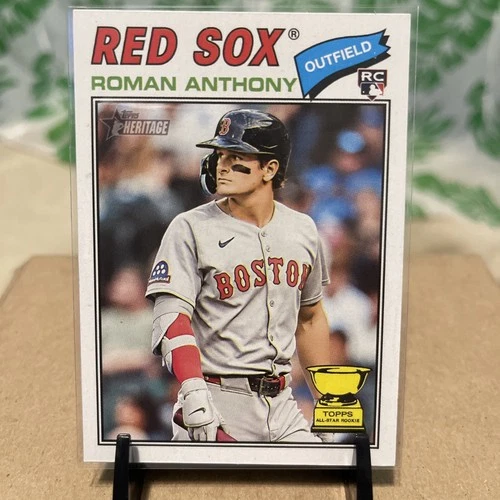 RED SOX®
OUTFIELD
ROMAN ANTHONY
RC
Topps
HERITAGE
B
BOSTON
TOPPS
ALL-STAR ROOKIE